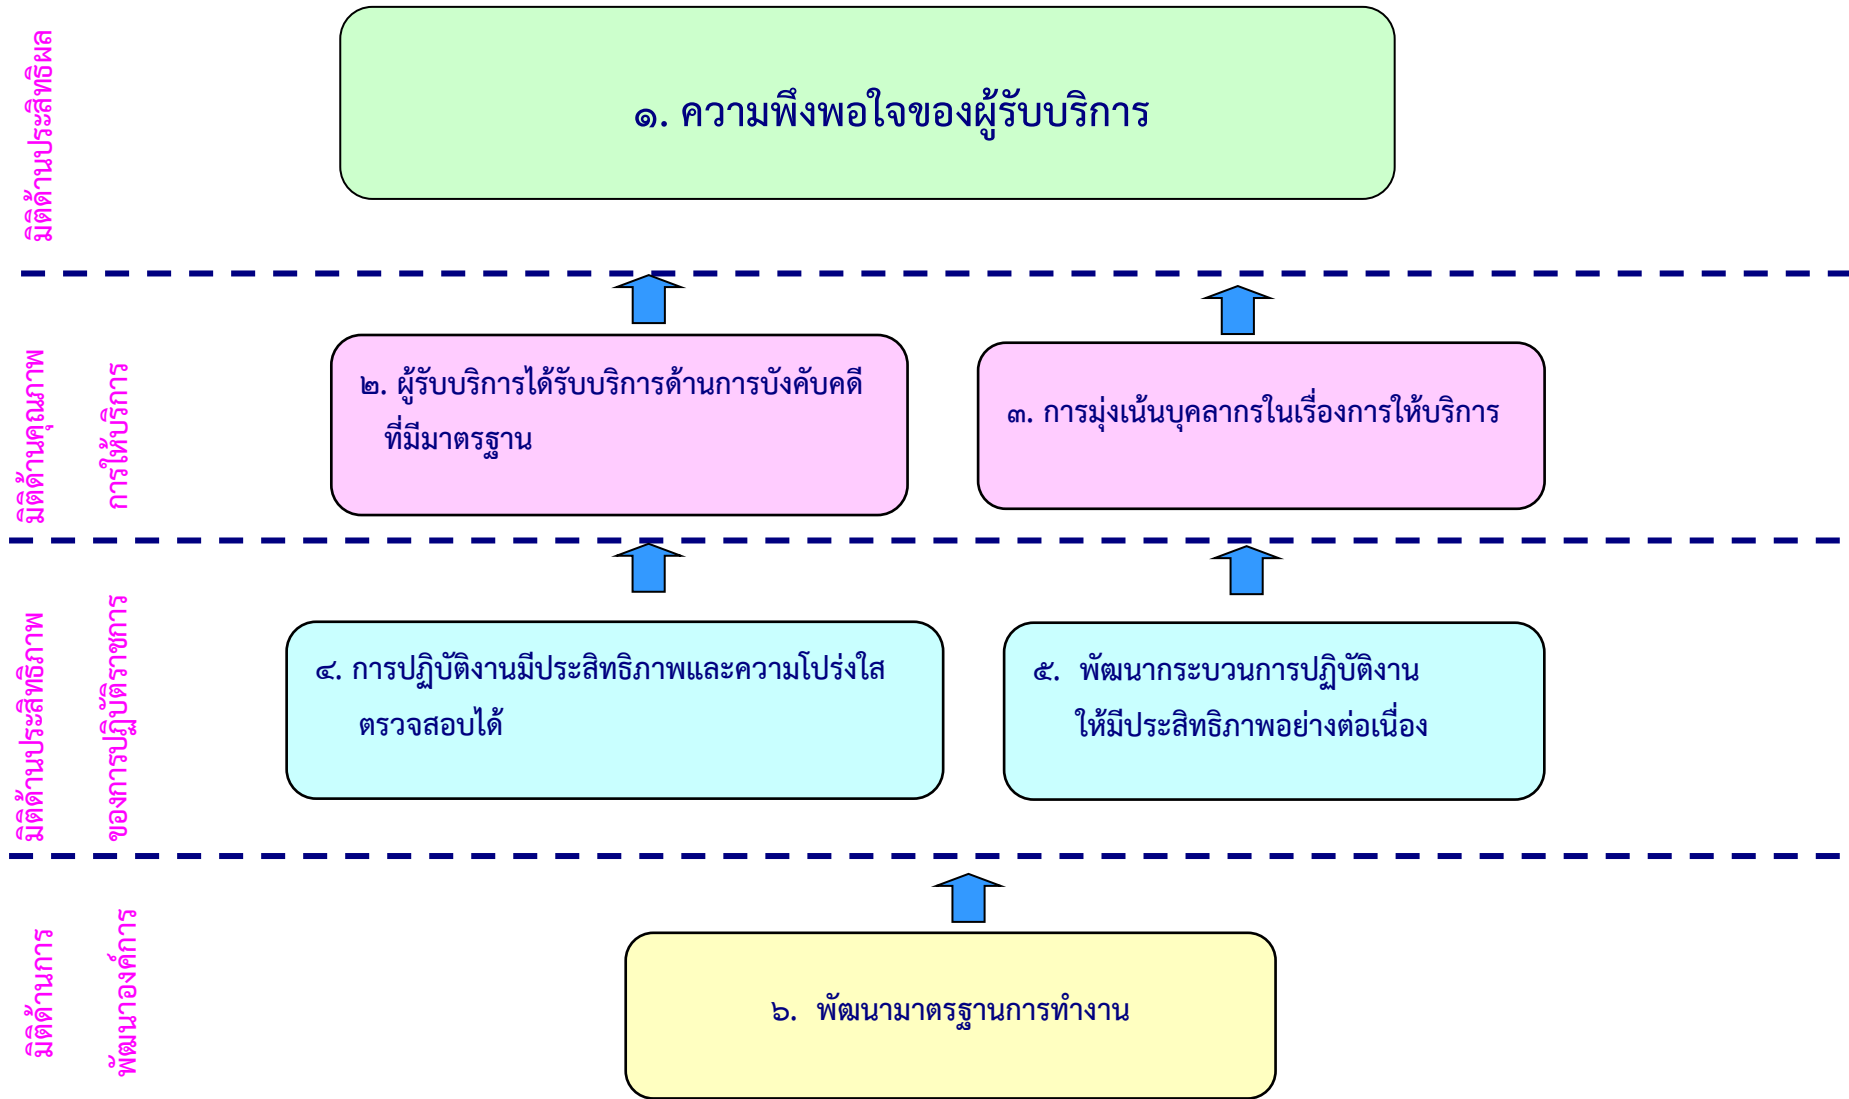 มิติด้านประสิทธิผล
๑. ความพึงพอใจของผู้รับบริการ
มิติด้านคุณภาพ
การให้บริการ
๒. ผู้รับบริการได้รับบริการด้านการบังคับคดี
ที่มีมาตรฐาน
๓. การมุ่งเน้นบุคลากรในเรื่องการให้บริการ
มิติด้านประสิทธิภาพ
ของการปฏิบัติราชการ
๔. การปฏิบัติงานมีประสิทธิภาพและความโปร่งใส
ตรวจสอบได้
๕. พัฒนากระบวนการปฏิบัติงาน
ให้มีประสิทธิภาพอย่างต่อเนื่อง
มิติด้านการ
พัฒนาองค์การ
๖. พัฒนามาตรฐานการทำงาน